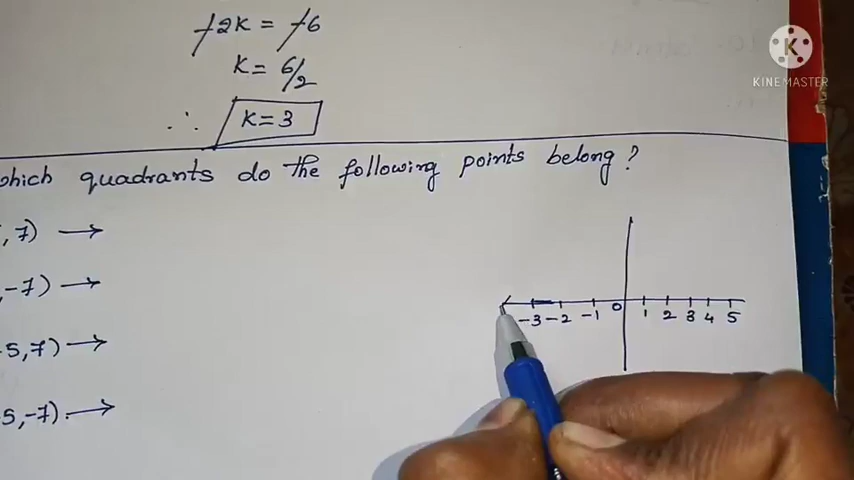 -2k = -6
k = 6/2
∴ k = 3
which quadrants do the following points belong?
, 7) →
, -7) →
5, 7) →
5, -7). →
-3 -2 -1 0 1 2 3 4 5
KINEMASTER